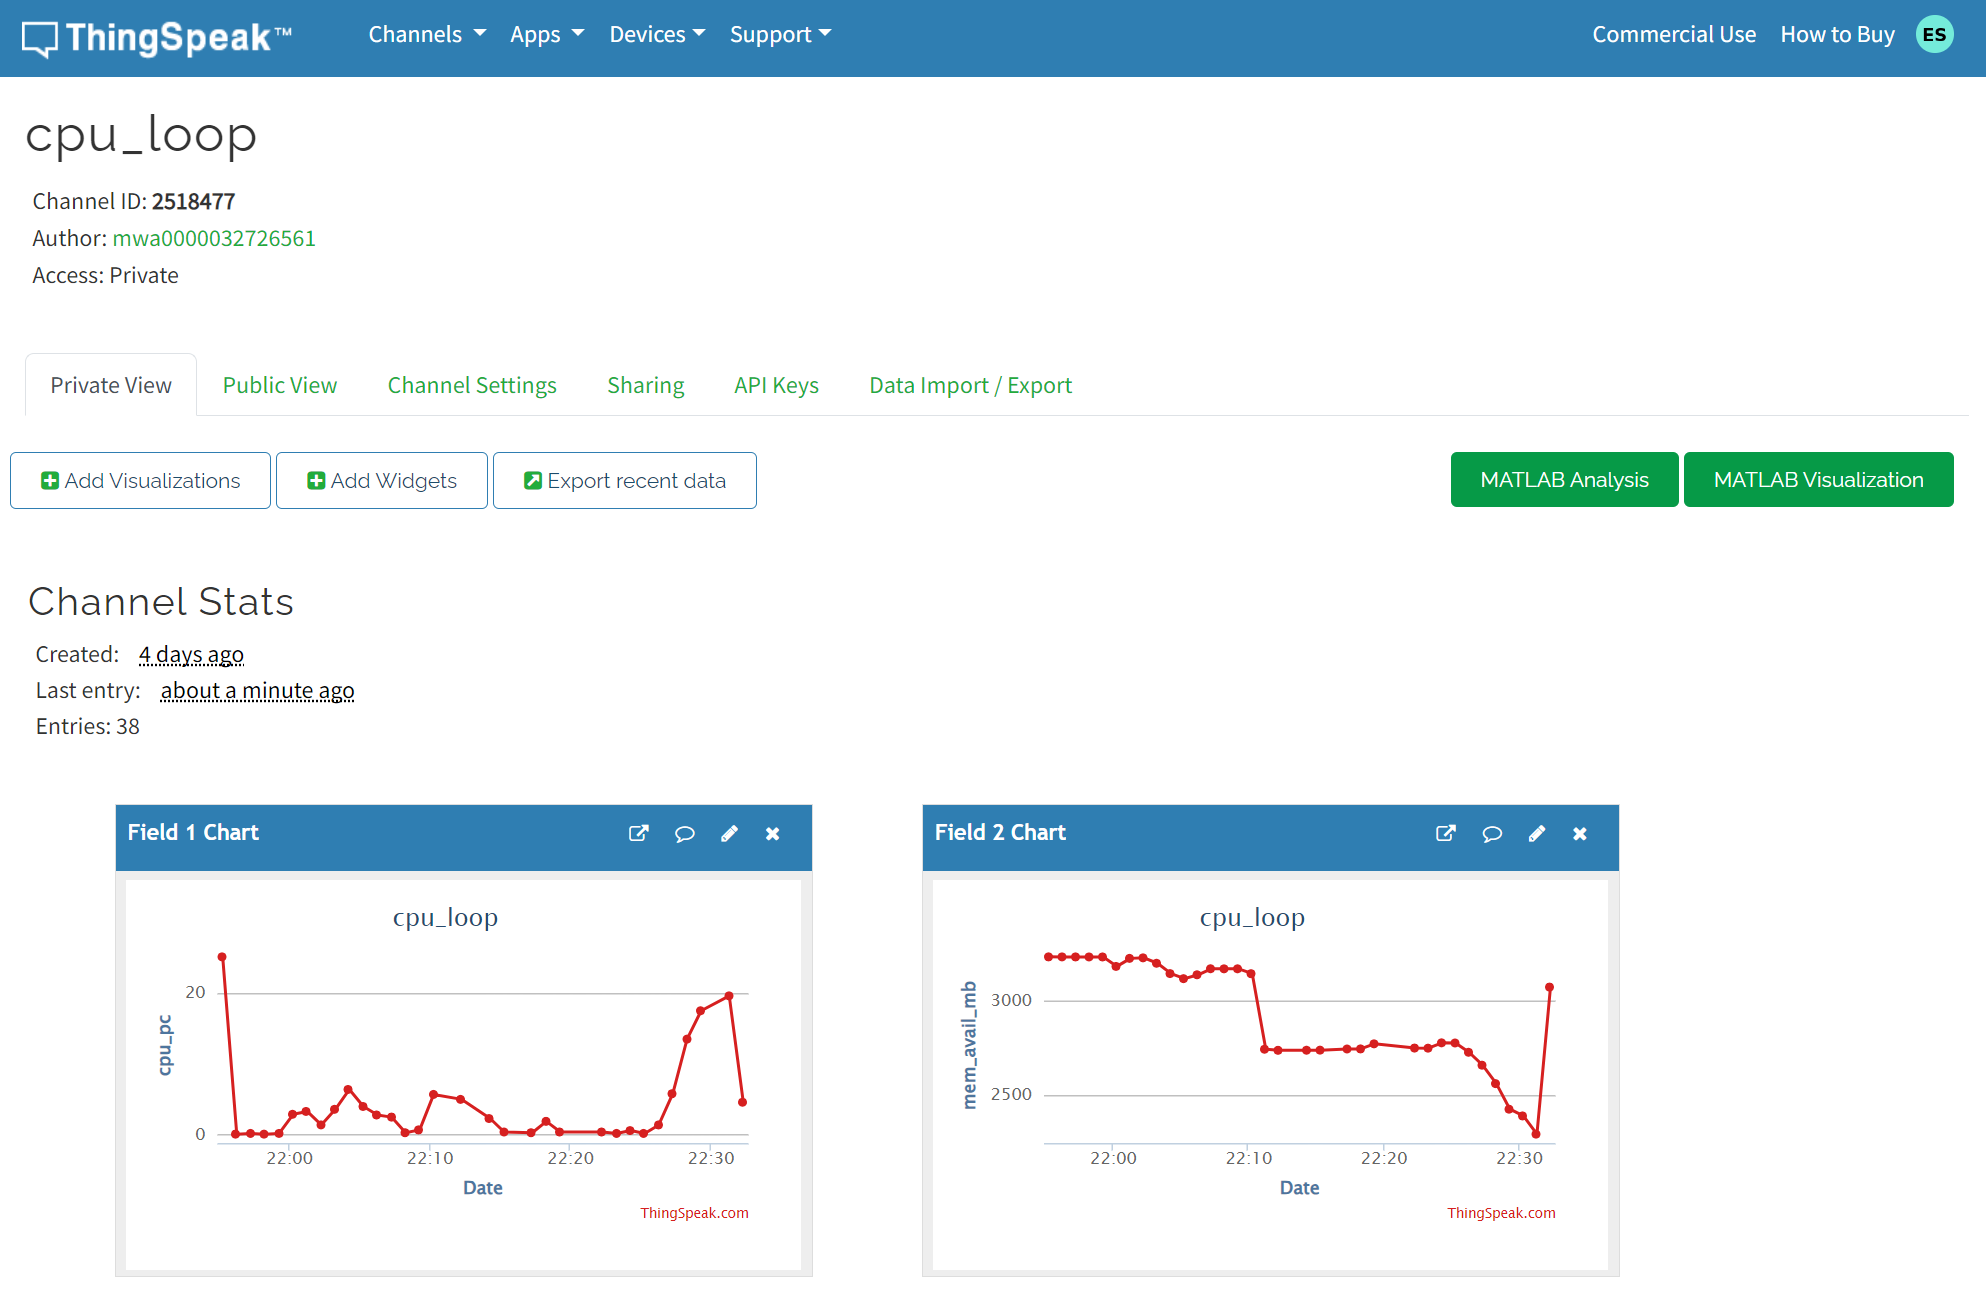 ThingSpeak™ Channels Apps Devices Support Commercial Use How to Buy ES
cpu_loop
Channel ID: 2518477
Author: mwa0000032726561
Access: Private
Private View Public View Channel Settings Sharing API Keys Data Import / Export
Add Visualizations Add Widgets Export recent data MATLAB Analysis MATLAB Visualization
Channel Stats
Created: 4 days ago
Last entry: about a minute ago
Entries: 38
Field 1 Chart
cpu_loop
cpu_pc
20
0
22:00 22:10 22:20 22:30
Date
ThingSpeak.com
Field 2 Chart
cpu_loop
mem_avail_mb
3000
2500
22:00 22:10 22:20 22:30
Date
ThingSpeak.com